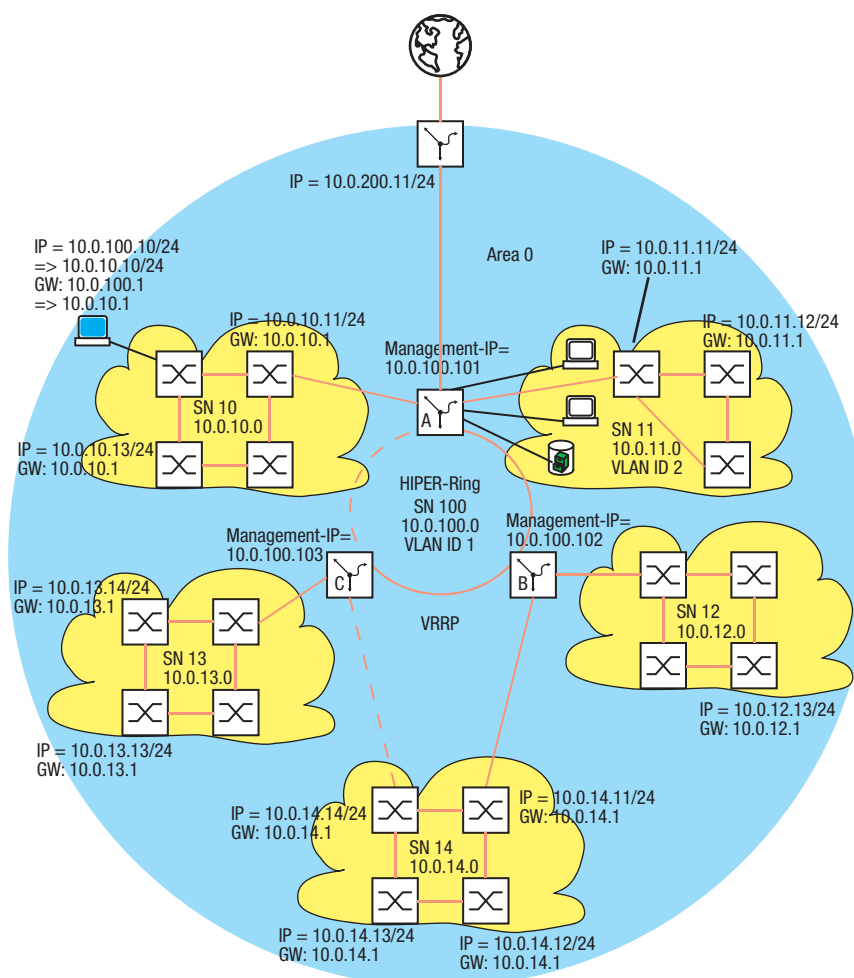 IP = 10.0.200.11/24
Area 0
IP = 10.0.100.10/24
=> 10.0.10.10/24
GW: 10.0.100.1
=> 10.0.10.1
IP = 10.0.11.11/24
GW: 10.0.11.1
IP = 10.0.10.11/24
GW: 10.0.10.1
Management-IP=
10.0.100.101
IP = 10.0.11.12/24
GW: 10.0.11.1
SN 10
10.0.10.0
A
SN 11
10.0.11.0
VLAN ID 2
IP = 10.0.10.13/24
GW: 10.0.10.1
HIPER-Ring
SN 100
10.0.100.0
VLAN ID 1
Management-IP=
10.0.100.103
Management-IP=
10.0.100.102
C
B
IP = 10.0.13.14/24
GW: 10.0.13.1
VRRP
SN 12
10.0.12.0
SN 13
10.0.13.0
IP = 10.0.12.13/24
GW: 10.0.12.1
IP = 10.0.13.13/24
GW: 10.0.13.1
IP = 10.0.14.14/24
GW: 10.0.14.1
IP = 10.0.14.11/24
GW: 10.0.14.1
SN 14
10.0.14.0
IP = 10.0.14.13/24
GW: 10.0.14.1
IP = 10.0.14.12/24
GW: 10.0.14.1